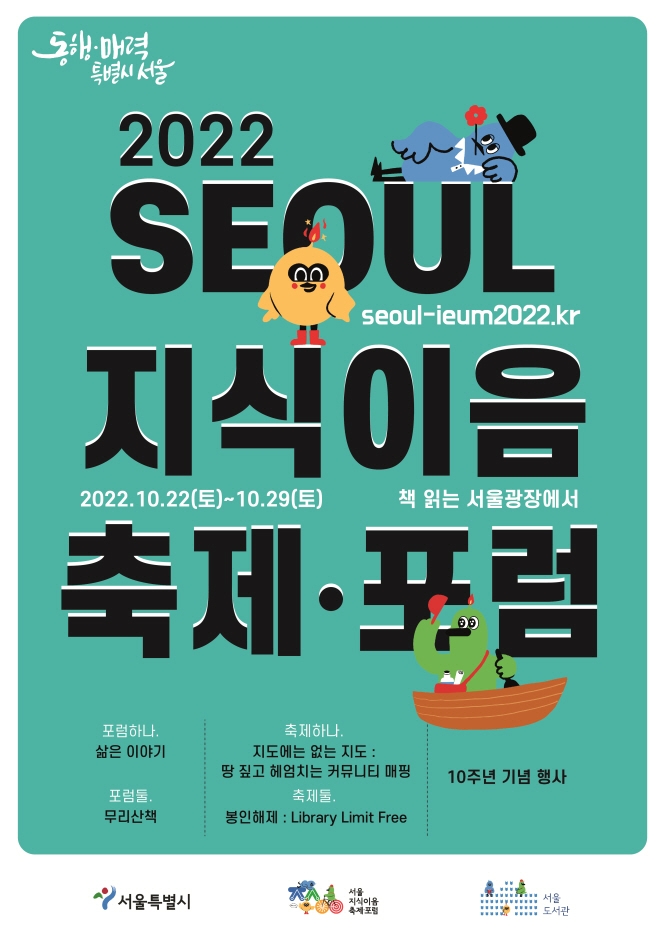 동행·매력
특별시 서울
2022
SEOUL
seoul-ieum2022.kr
지식이음
2022.10.22(토)~10.29(토)
책 읽는 서울광장에서
축제·포럼
포럼하나.
삶은 이야기
포럼둘.
무리산책
축제하나.
지도에는 없는 지도 :
땅 짚고 헤엄치는 커뮤니티 매핑
축제둘.
봉인해제 : Library Limit Free
10주년 기념 행사
서울특별시
서울
지식이음
축제포럼
서울
도서관